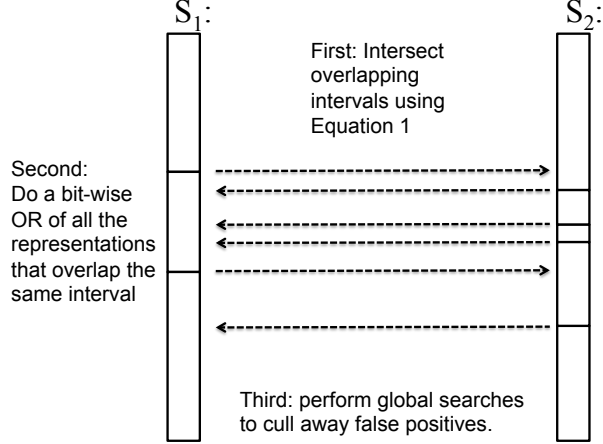 S1:
S2:
First: Intersect
overlapping
intervals using
Equation 1
Second:
Do a bit-wise
OR of all the
representations
that overlap the
same interval
Third: perform global searches
to cull away false positives.